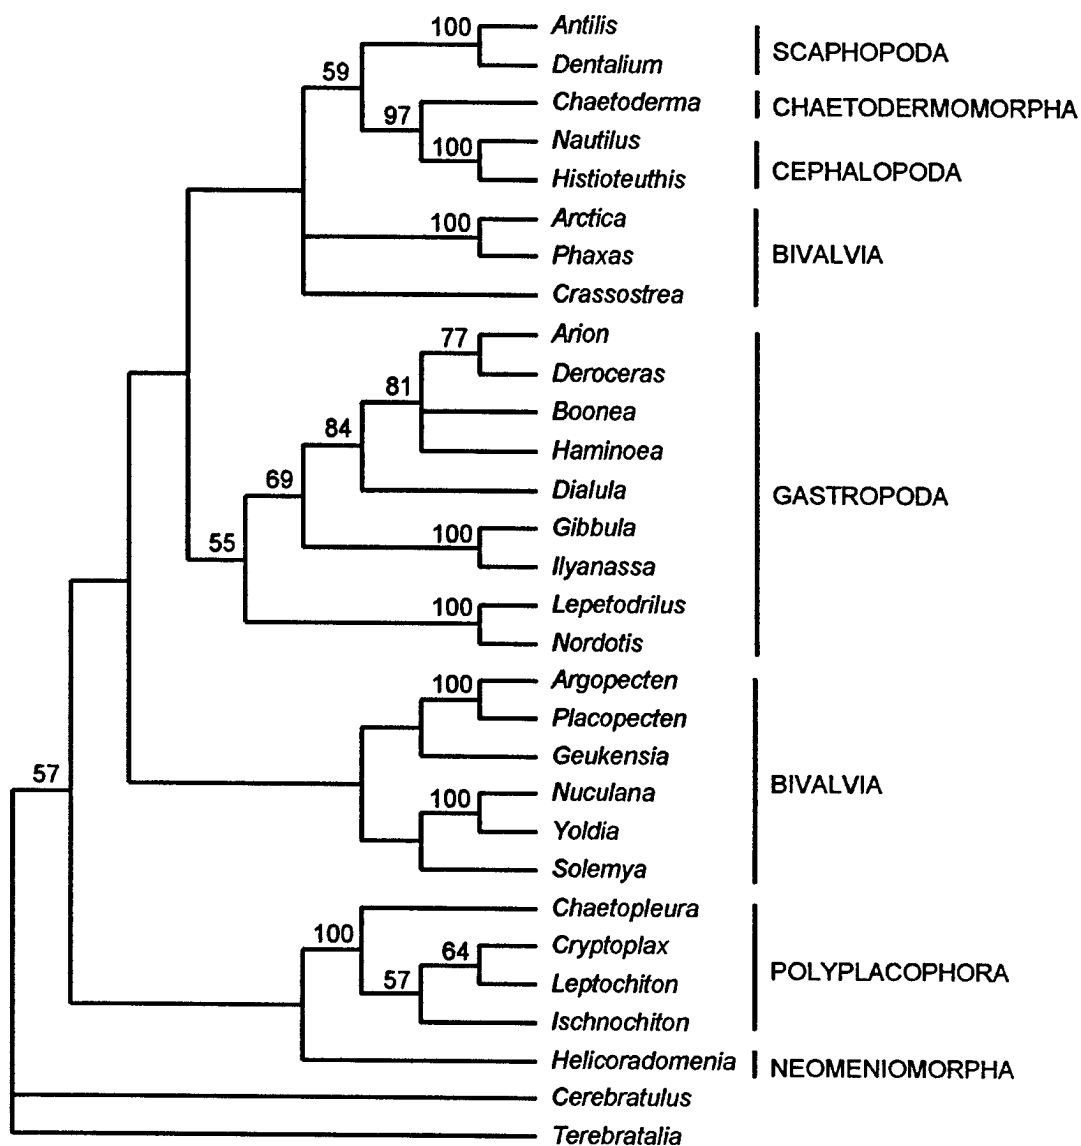 100 Antilis
Dentalium
SCAPHOPODA
59
97 Chaetoderma
CHAETODERMOMORPHA
100 Nautilus
Histioteuthis
CEPHALOPODA
100 Arctica
Phaxas
BIVALVIA
Crassostrea
77 Arion
Deroceras
81
Boonea
84
Haminoea
69
Dialula
GASTROPODA
100 Gibbula
55
Ilyanassa
100 Lepetodrilus
Nordotis
100 Argopecten
Placopecten
Geukensia
57
BIVALVIA
100 Nuculana
Yoldia
Solemya
Chaetopleura
100
64 Cryptoplax
57 Leptochiton
POLYPLACOPHORA
Ischnochiton
Helicoradomenia
NEOMENIOMORPHA
Cerebratulus
Terebratalia